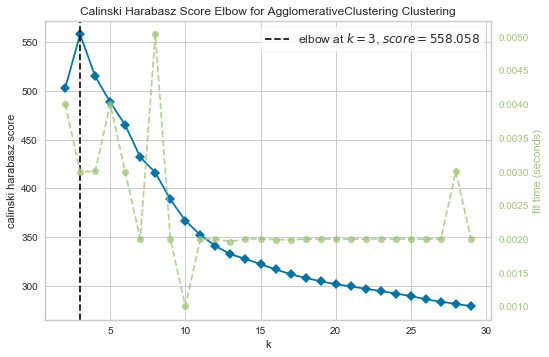 Calinski Harabasz Score Elbow for AgglomerativeClustering Clustering
elbow at k = 3, score = 558.058
calinski harabasz score
550
500
450
400
350
300
0.0050
0.0045
0.0040
0.0035
0.0030
0.0025
0.0020
0.0015
0.0010
fit time (seconds)
5 10 15 20 25 30
k